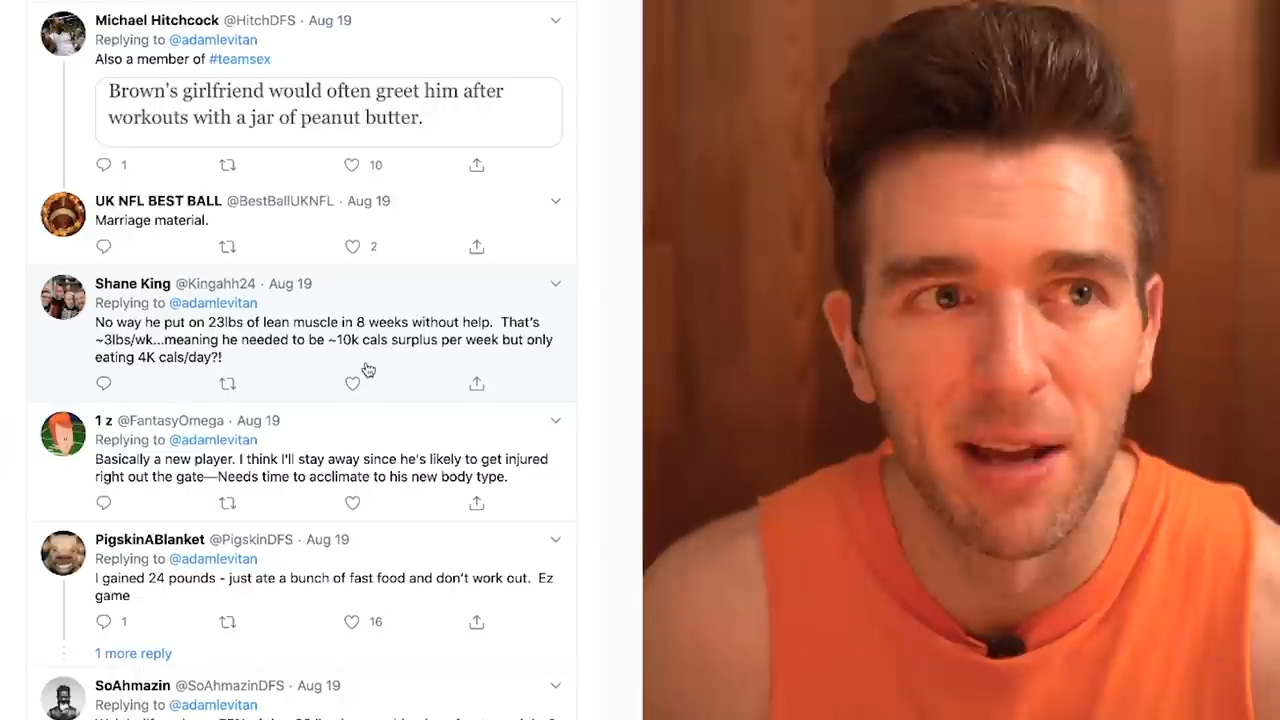 Michael Hitchcock @HitchDFS · Aug 19
Replying to @adamlevitan
Also a member of #teamsex
Brown's girlfriend would often greet him after
workouts with a jar of peanut butter.
1 10
UK NFL BEST BALL @BestBallUKNFL · Aug 19
Marriage material.
2
Shane King @Kingahh24 · Aug 19
Replying to @adamlevitan
No way he put on 23lbs of lean muscle in 8 weeks without help. That's
~3lbs/wk...meaning he needed to be ~10k cals surplus per week but only
eating 4K cals/day?!
1 z @FantasyOmega · Aug 19
Replying to @adamlevitan
Basically a new player. I think I'll stay away since he's likely to get injured
right out the gate—Needs time to acclimate to his new body type.
PigskinABlanket @PigskinDFS · Aug 19
Replying to @adamlevitan
I gained 24 pounds - just ate a bunch of fast food and don't work out. Ez
game
1 16
1 more reply
SoAhmazin @SoAhmazinDFS · Aug 19
Replying to @adamlevitan